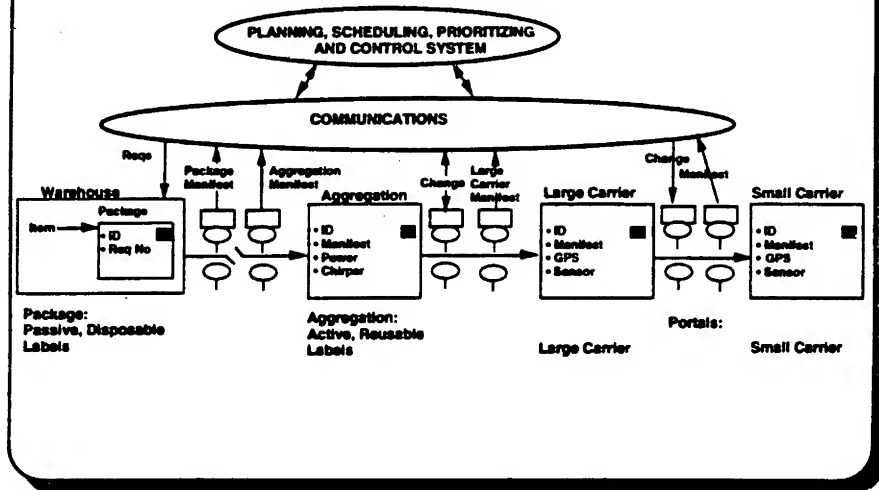 PLANNING, SCHEDULING, PRIORITIZING
AND CONTROL SYSTEM
COMMUNICATIONS
Reqs
Package
Manifest
Aggregation
Manifest
Change
Large
Carrier
Manifest
Change
Manifest
Warehouse
Package
Item
• ID
• Req No
Aggregation
• ID
• Manifest
• Power
• Chirper
Large Carrier
• ID
• Manifest
• GPS
• Sensor
Small Carrier
• ID
• Manifest
• GPS
• Sensor
Package:
Passive, Disposable
Labels
Aggregation:
Active, Reusable
Labels
Large Carrier
Portals:
Small Carrier